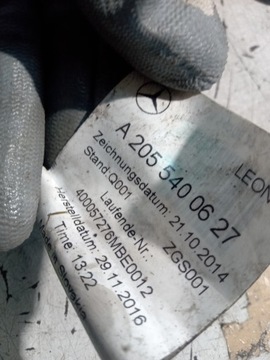 LEON
A 205 540 06 27
Zeichnungsdatum: 21.10.2014
Stand:Q001 ZGS001
Laufende-Nr.:
400057276MBE0012
Herstelldatum: 29.11.2016
Time: 13:22